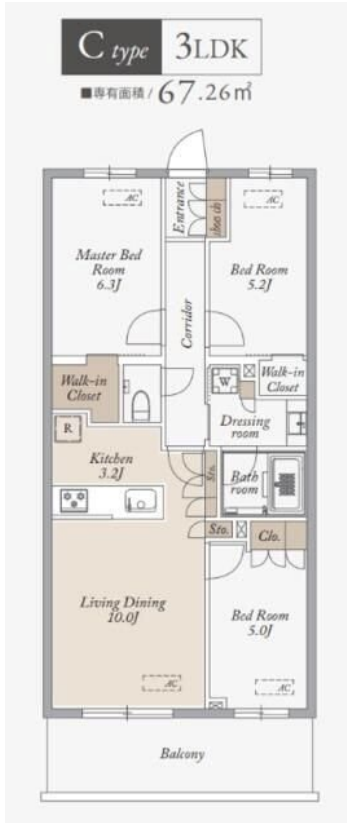 C type 3LDK
■専有面積 / 67.26㎡
AC
AC
Entrance
shoo cp
Master Bed
Room
6.3J
Bed Room
5.2J
Corridor
Walk-in
Closet
W
Walk-in
Closet
R
Dressing
room
Kitchen
3.2J
Sto.
Bath
room
Sto.
Clo.
Living Dining
10.0J
Bed Room
5.0J
AC
AC
Balcony